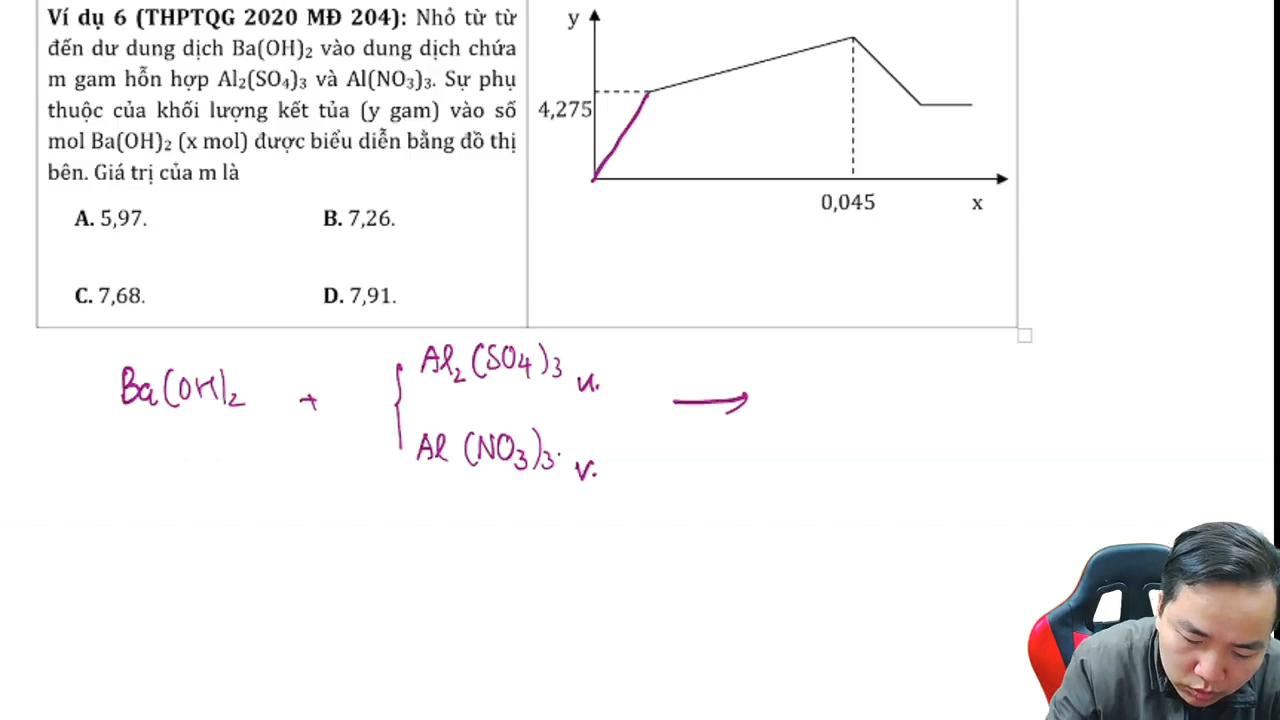 Ví dụ 6 (THPTQG 2020 MĐ 204): Nhỏ từ từ
đến dư dung dịch Ba(OH)₂ vào dung dịch chứa
m gam hỗn hợp Al₂(SO₄)₃ và Al(NO₃)₃. Sự phụ
thuộc của khối lượng kết tủa (y gam) vào số
mol Ba(OH)₂ (x mol) được biểu diễn bằng đồ thị
bên. Giá trị của m là
A. 5,97. B. 7,26.
C. 7,68. D. 7,91.
y
4,275
0,045 x
Ba(OH)₂ + { Al₂(SO₄)₃ u. →
Al(NO₃)₃. v.